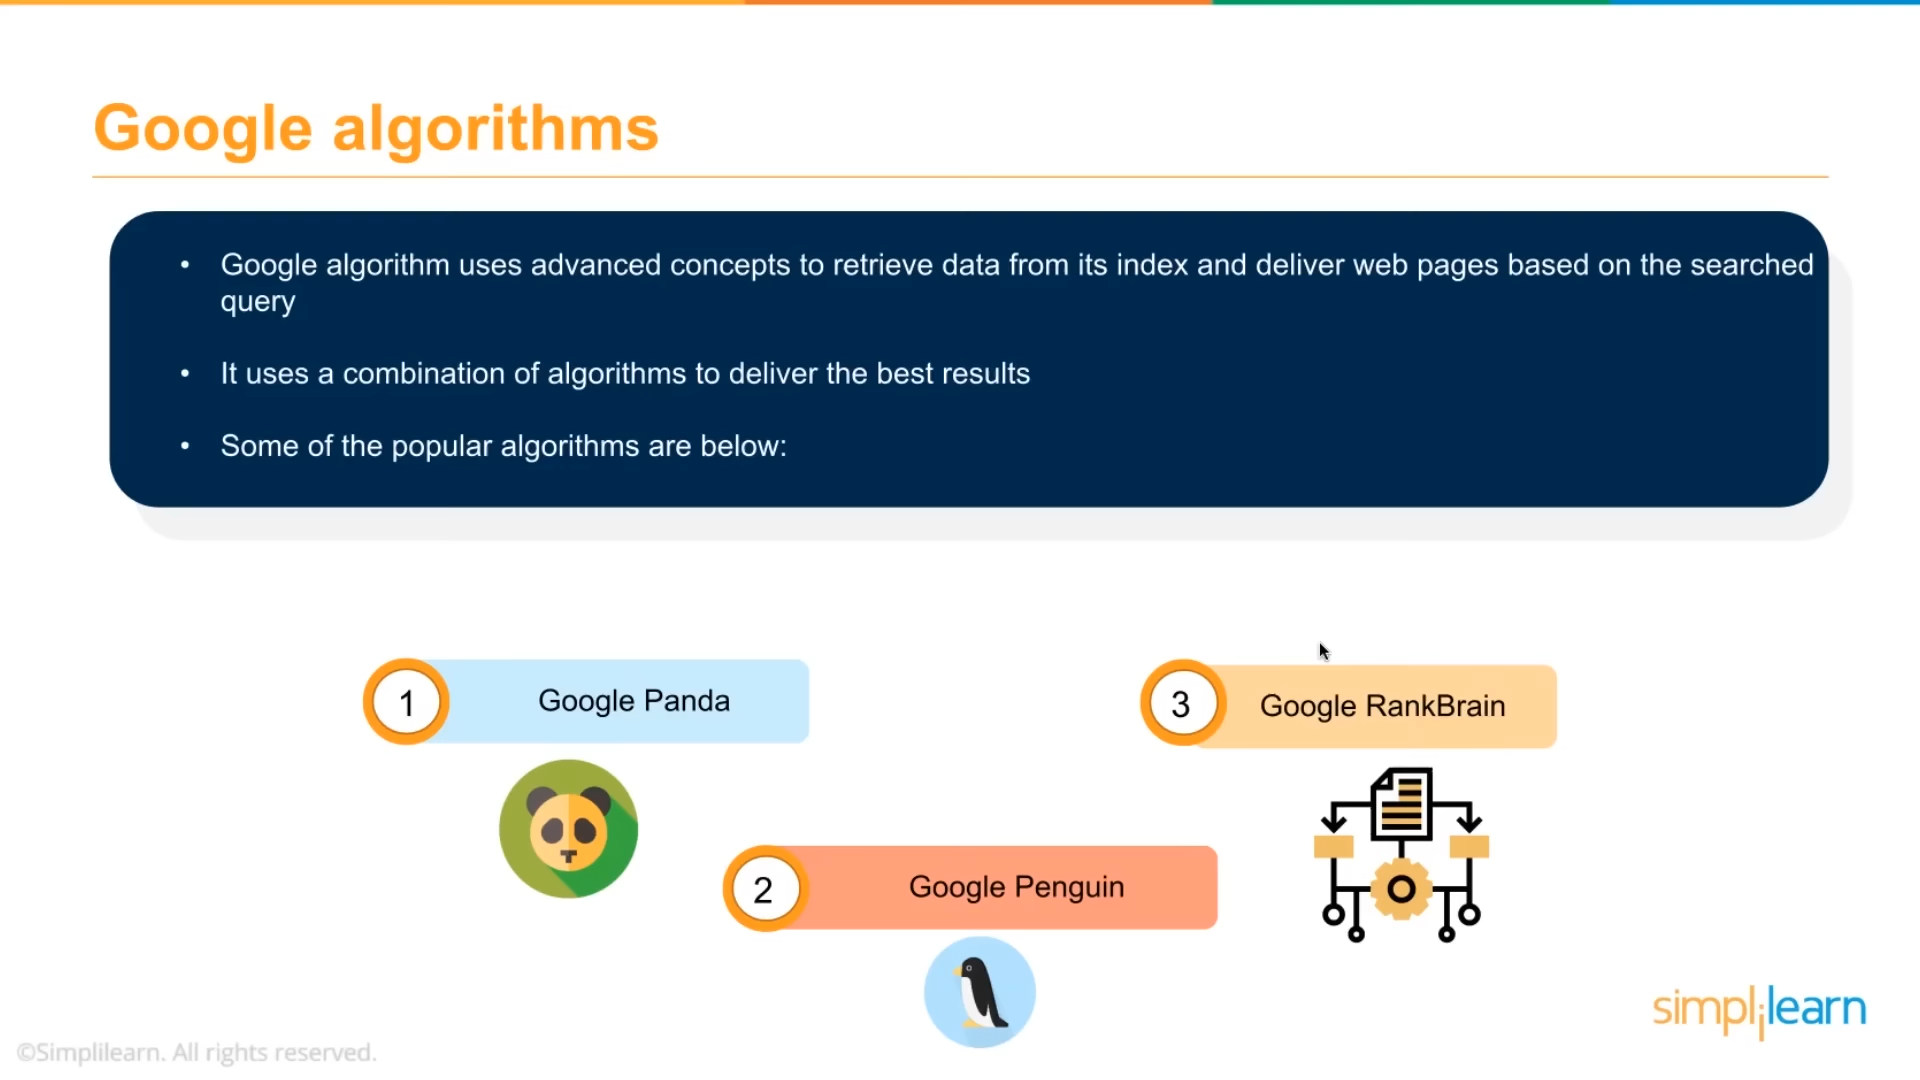 Google algorithms
• Google algorithm uses advanced concepts to retrieve data from its index and deliver web pages based on the searched
query
• It uses a combination of algorithms to deliver the best results
• Some of the popular algorithms are below:
1 Google Panda
2 Google Penguin
3 Google RankBrain
simplilearn
©Simplilearn. All rights reserved.